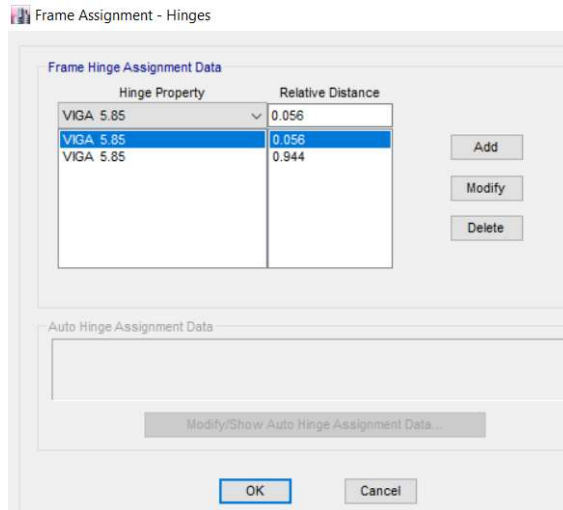 Frame Assignment - Hinges
Frame Hinge Assignment Data
Hinge Property Relative Distance
VIGA 5.85 0.056
VIGA 5.85 0.056
VIGA 5.85 0.944
Add
Modify
Delete
Auto Hinge Assignment Data
Modify/Show Auto Hinge Assignment Data...
OK Cancel